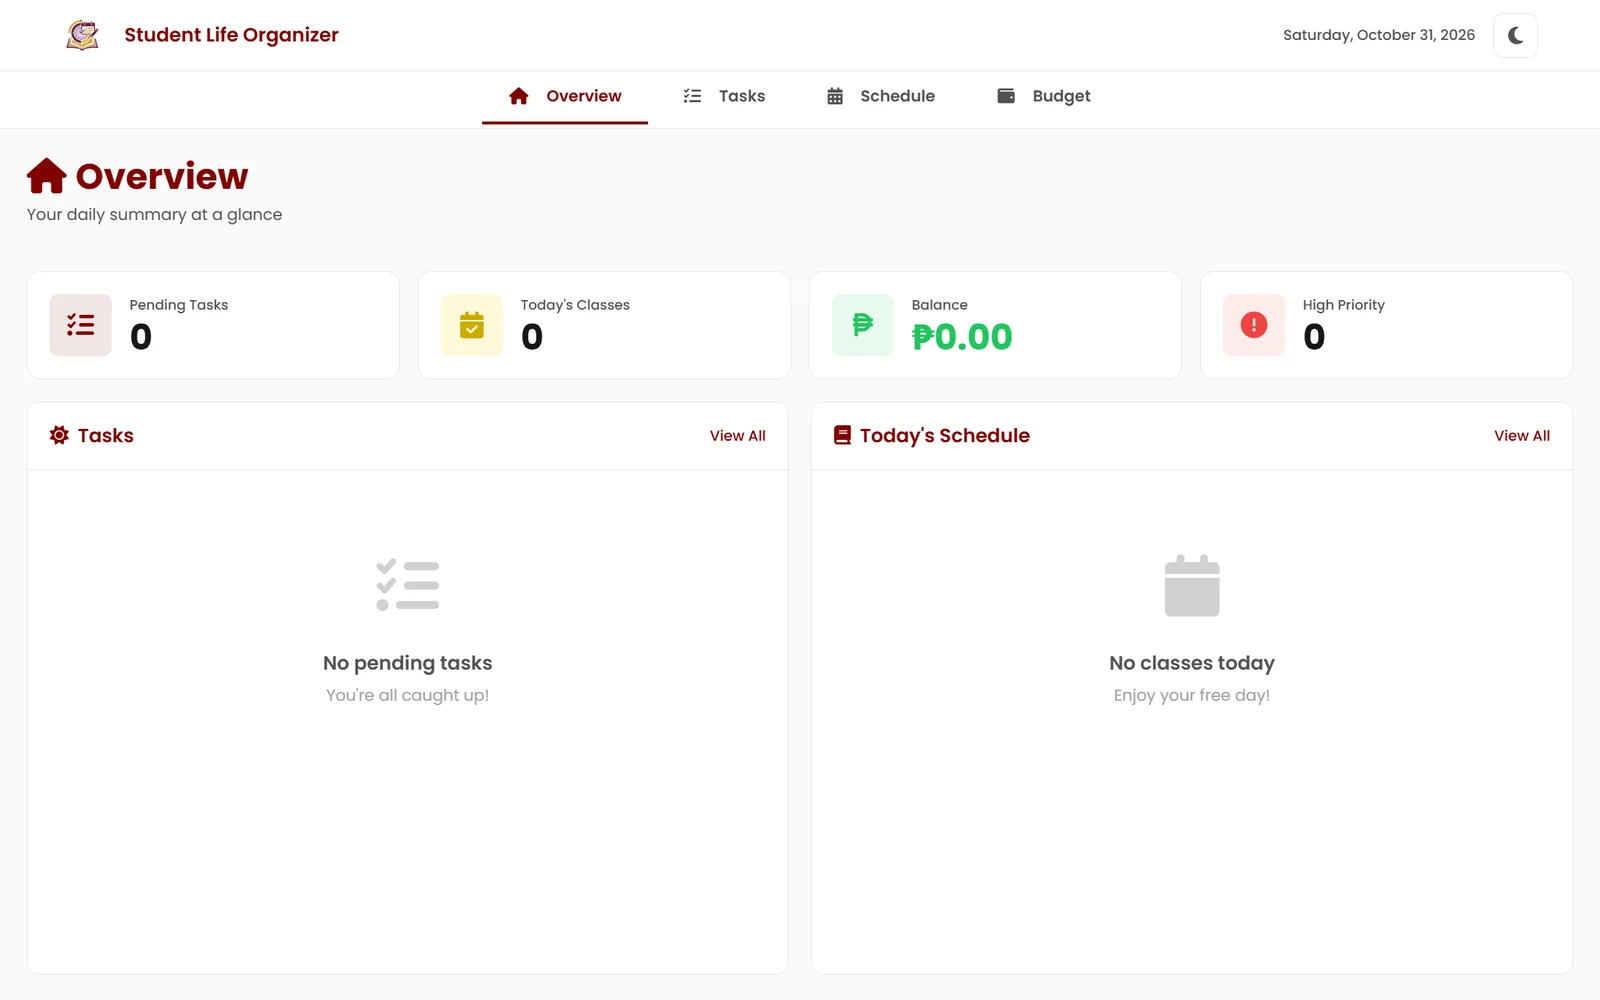 Student Life Organizer
Saturday, October 31, 2026
Overview
Tasks
Schedule
Budget
Overview
Your daily summary at a glance
Pending Tasks
0
Today's Classes
0
Balance
₱0.00
High Priority
0
Tasks
View All
No pending tasks
You're all caught up!
Today's Schedule
View All
No classes today
Enjoy your free day!